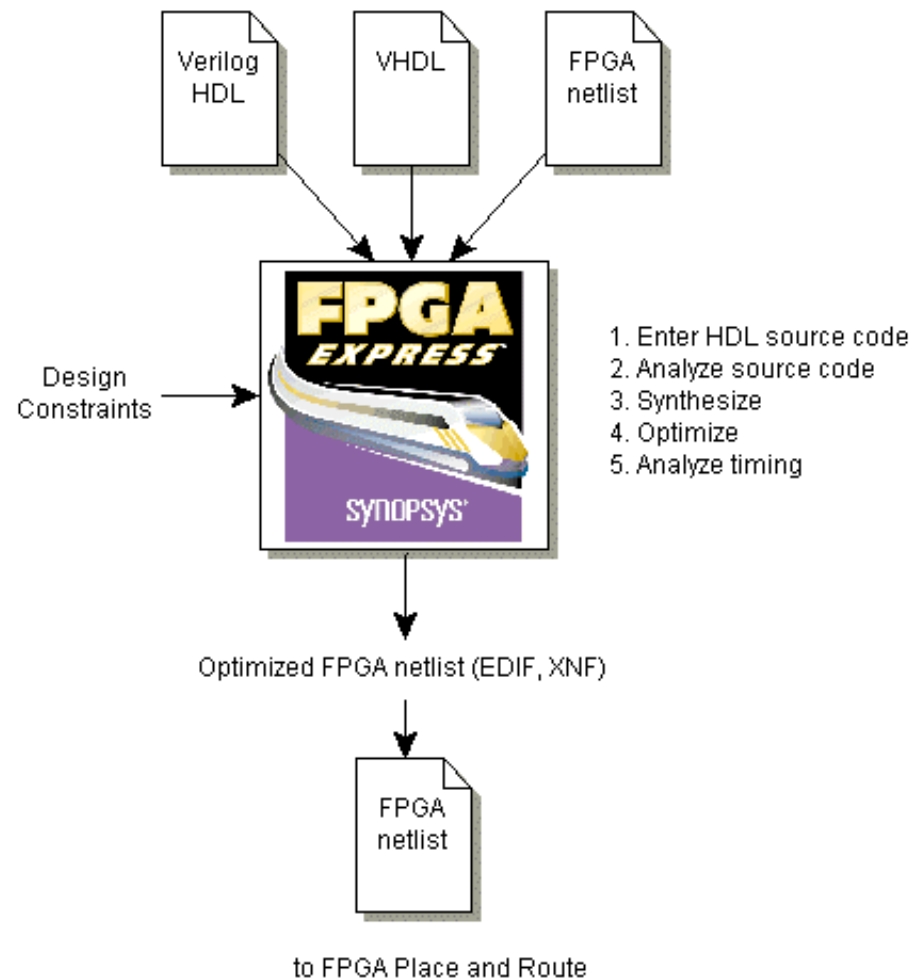 Verilog
HDL
VHDL
FPGA
netlist
FPGA
EXPRESS
SYNOPSYS
Design
Constraints
1. Enter HDL source code
2. Analyze source code
3. Synthesize
4. Optimize
5. Analyze timing
Optimized FPGA netlist (EDIF, XNF)
FPGA
netlist
to FPGA Place and Route